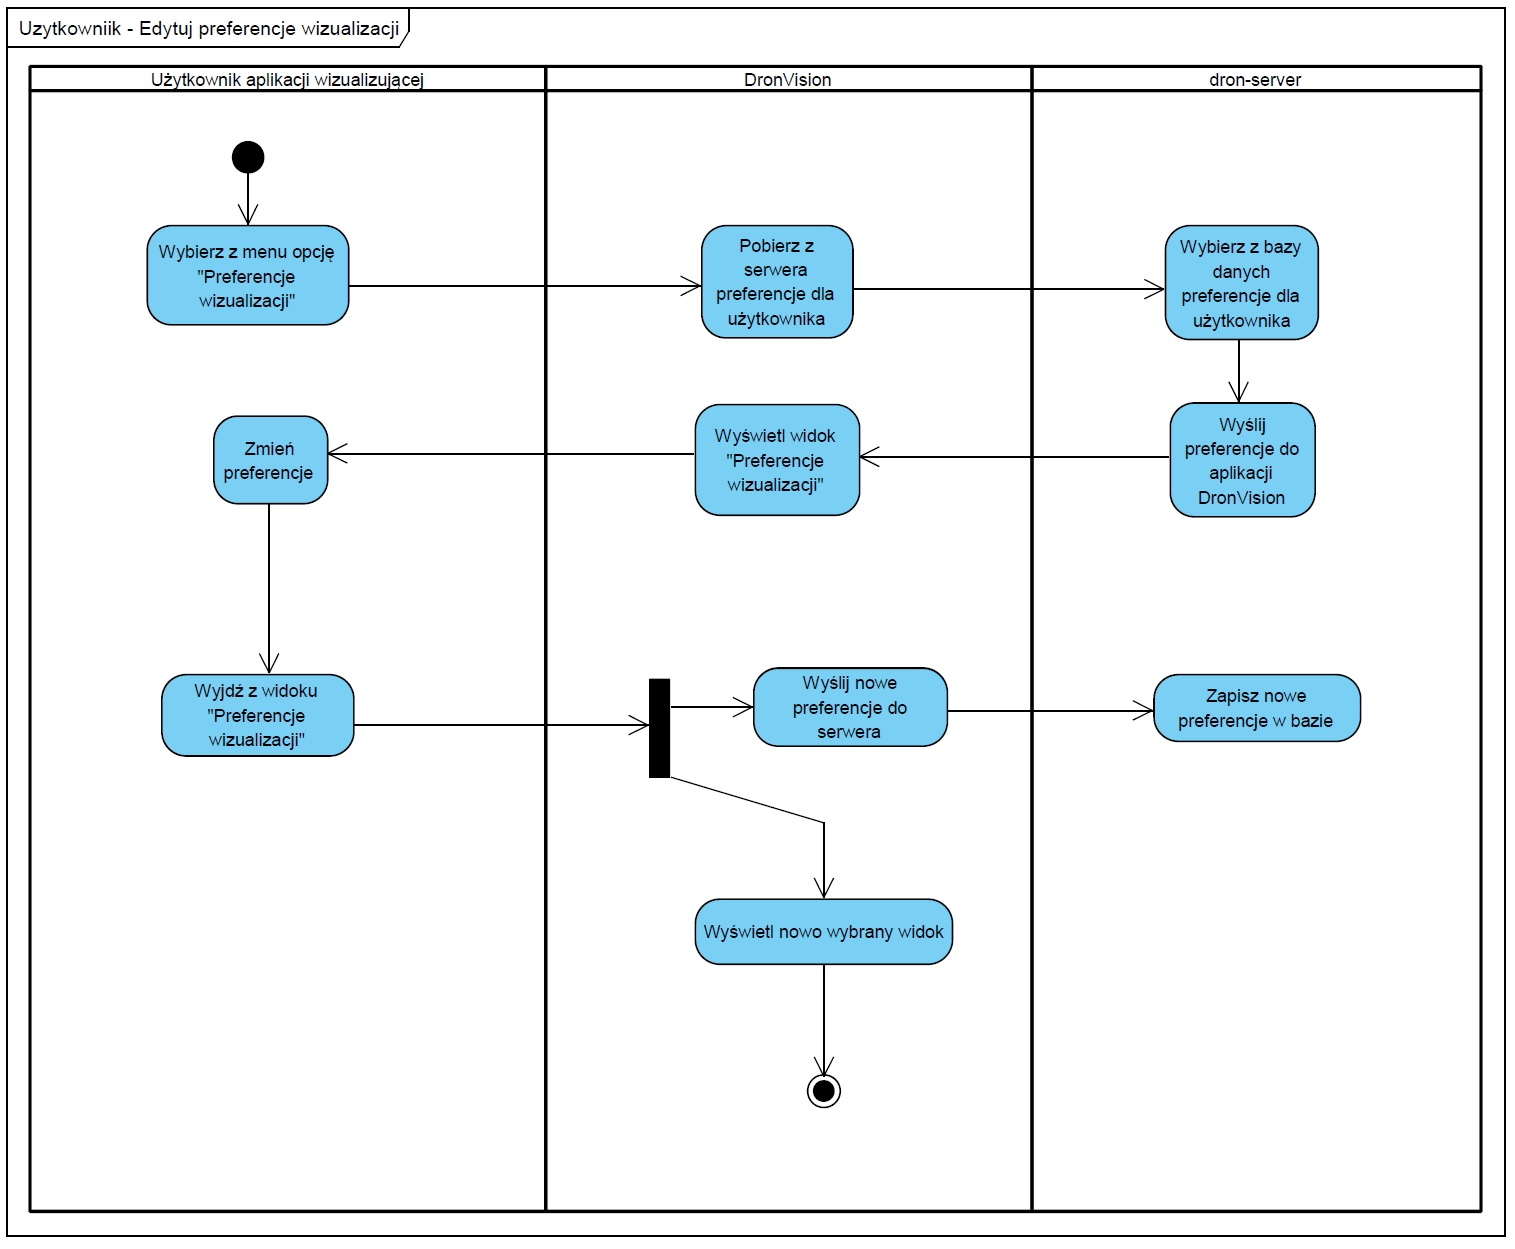 Uzytkowniik - Edytuj preferencje wizualizacji
Użytkownik aplikacji wizualizującej
DronVision
dron-server
Wybierz z menu opcję
"Preferencje
wizualizacji"
Pobierz z
serwera
preferencje dla
użytkownika
Wybierz z bazy
danych
preferencje dla
użytkownika
Zmień
preferencje
Wyświetl widok
"Preferencje
wizualizacji"
Wyślij
preferencje do
aplikacji
DronVision
Wyjdź z widoku
"Preferencje
wizualizacji"
Wyślij nowe
preferencje do
serwera
Zapisz nowe
preferencje w bazie
Wyświetl nowo wybrany widok